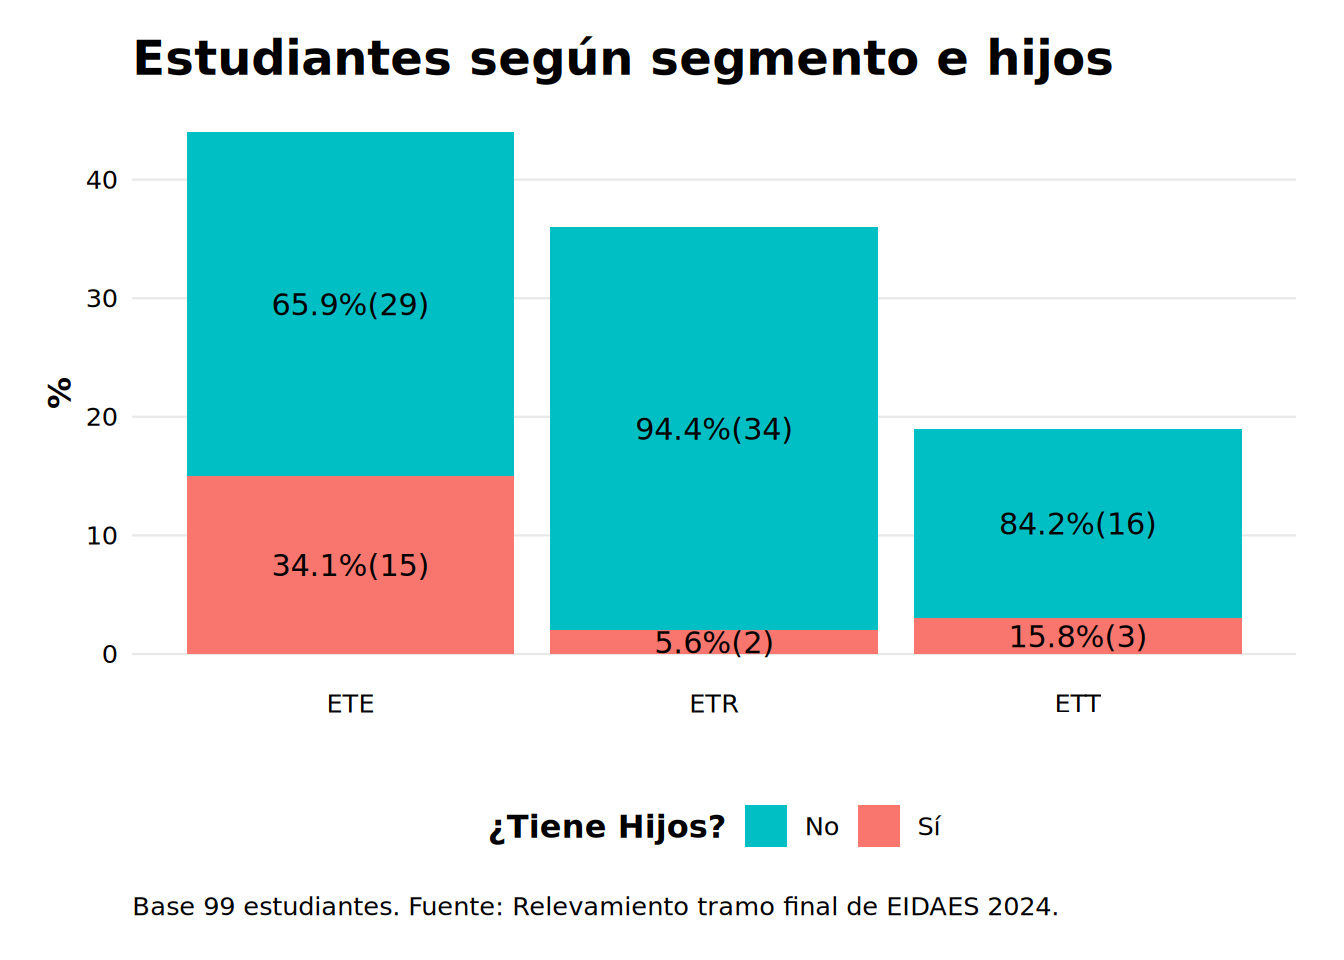 Estudiantes según segmento e hijos
40
30
20
10
0
%
65.9%(29)
34.1%(15)
94.4%(34)
5.6%(2)
84.2%(16)
15.8%(3)
ETE
ETR
ETT
¿Tiene Hijos? No Sí
Base 99 estudiantes. Fuente: Relevamiento tramo final de EIDAES 2024.